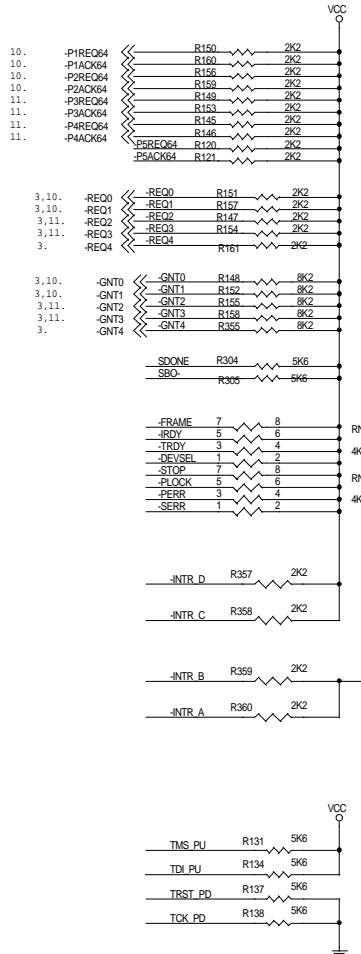 VCC
10. -P1REQ64 R150 2K2
10. -P1ACK64 R160 2K2
10. -P2REQ64 R156 2K2
10. -P2ACK64 R159 2K2
11. -P3REQ64 R149 2K2
11. -P3ACK64 R153 2K2
11. -P4REQ64 R145 2K2
11. -P4ACK64 R146 2K2
-P5REQ64 R120 2K2
-P5ACK64 R121 2K2
3,10. -REQ0 -REQ0 R151 2K2
3,10. -REQ1 -REQ1 R157 2K2
3,11. -REQ2 -REQ2 R147 2K2
3,11. -REQ3 -REQ3 R154 2K2
3. -REQ4 -REQ4 R161 2K2
3,10. -GNT0 -GNT0 R148 8K2
3,10. -GNT1 -GNT1 R152 8K2
3,11. -GNT2 -GNT2 R155 8K2
3,11. -GNT3 -GNT3 R158 8K2
3. -GNT4 -GNT4 R355 8K2
SDONE R304 5K6
SBO- R305 5K6
-FRAME 7 8
-IRDY 5 6 RN
-TRDY 3 4
-DEVSEL 1 2 4K
-STOP 7 8
-PLOCK 5 6 RN
-PERR 3 4
-SERR 1 2 4K
-INTR_D R357 2K2
-INTR_C R358 2K2
-INTR_B R359 2K2
-INTR_A R360 2K2
VCC
TMS_PU R131 5K6
TDI_PU R134 5K6
TRST_PD R137 5K6
TCK_PD R138 5K6